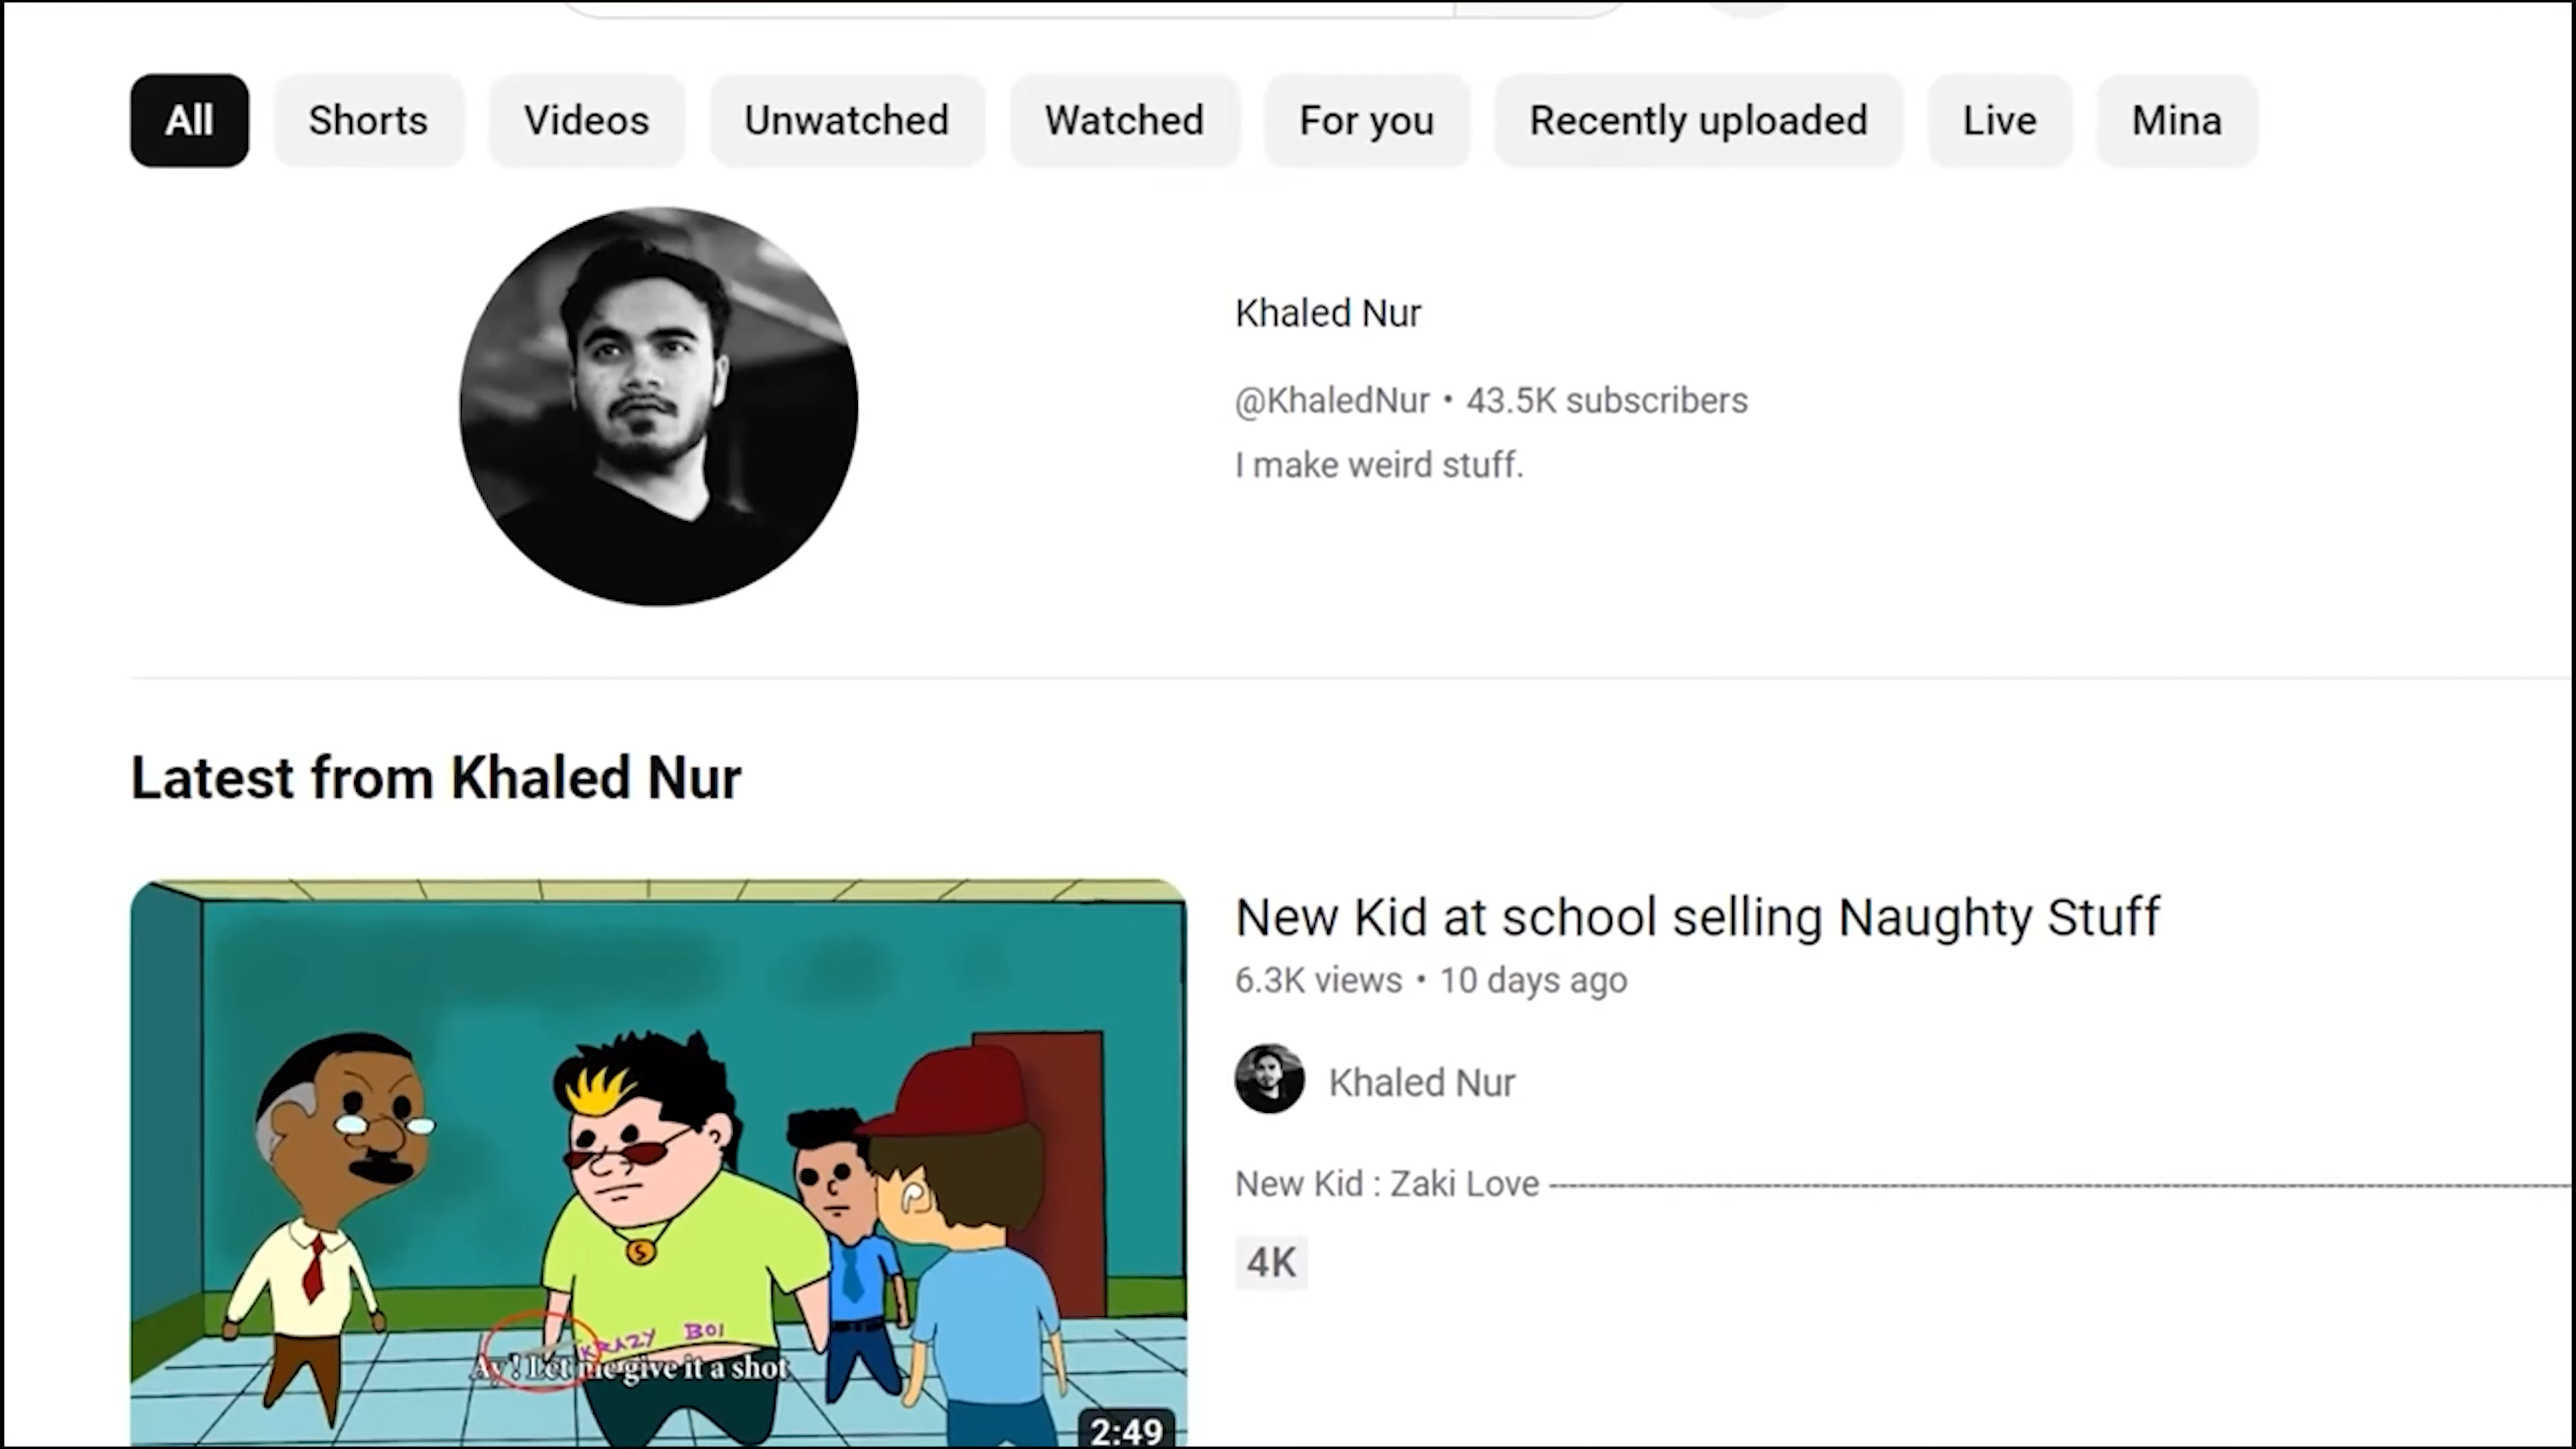 All Shorts Videos Unwatched Watched For you Recently uploaded Live Mina
Khaled Nur
@KhaledNur • 43.5K subscribers
I make weird stuff.
Latest from Khaled Nur
New Kid at school selling Naughty Stuff
6.3K views • 10 days ago
Khaled Nur
New Kid : Zaki Love ----------------------------------------------------------------
4K
$
KRAZY BOI
Ay! Let me give it a shot
2:49